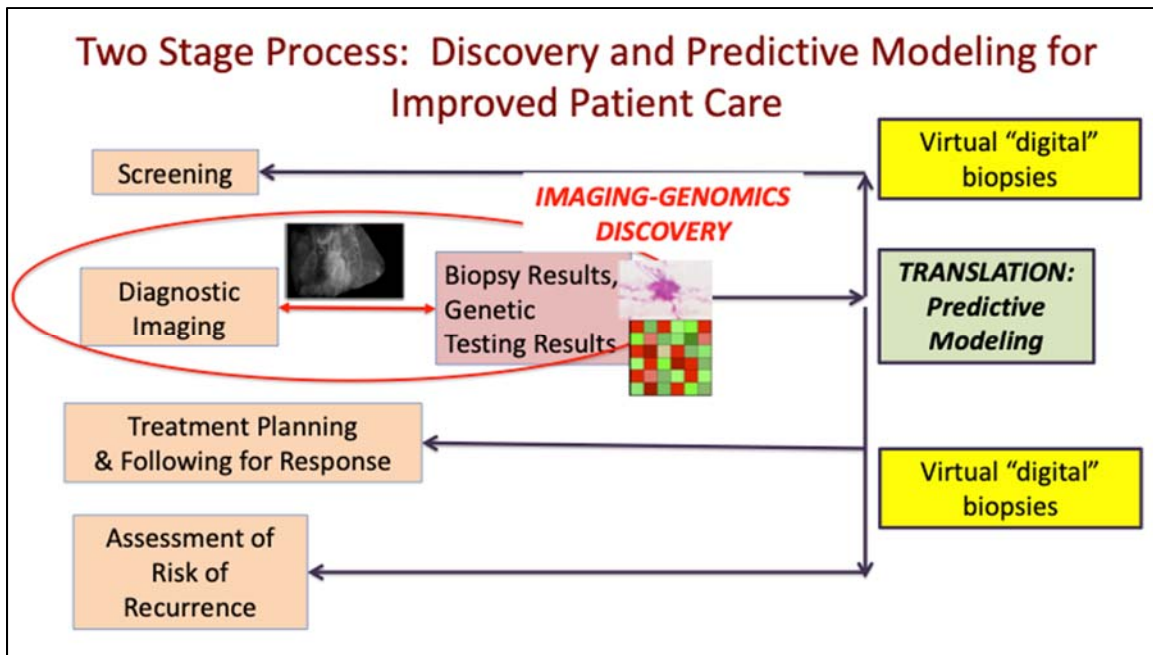 Two Stage Process:  Discovery and Predictive Modeling for
Improved Patient Care
Screening
Virtual “digital”
biopsies
IMAGING-GENOMICS
DISCOVERY
Diagnostic
Imaging
Biopsy Results,
Genetic
Testing Results
TRANSLATION:
Predictive
Modeling
Treatment Planning
& Following for Response
Virtual “digital”
biopsies
Assessment of
Risk of
Recurrence